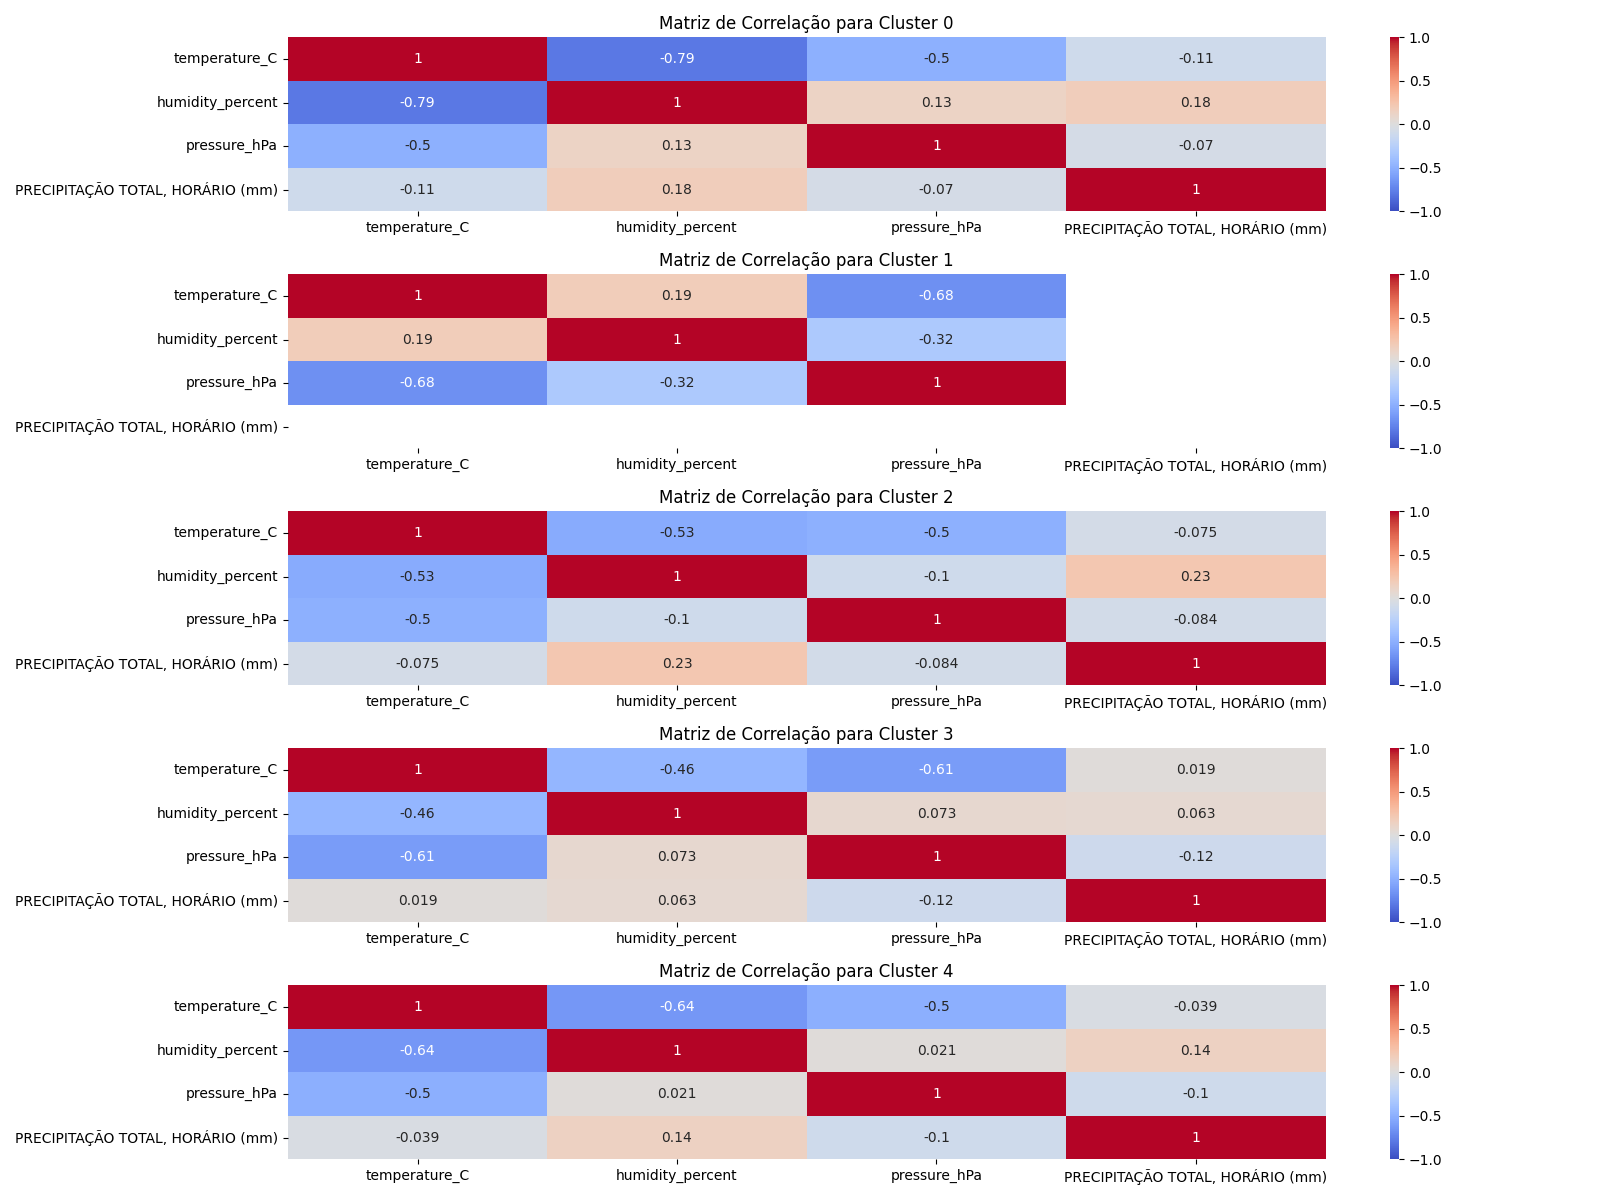 Matriz de Correlação para Cluster 0
temperature_C 1 -0.79 -0.5 -0.11
humidity_percent -0.79 1 0.13 0.18
pressure_hPa -0.5 0.13 1 -0.07
PRECIPITAÇÃO TOTAL, HORÁRIO (mm) -0.11 0.18 -0.07 1
temperature_C humidity_percent pressure_hPa PRECIPITAÇÃO TOTAL, HORÁRIO (mm)
1.0
0.5
0.0
−0.5
−1.0
Matriz de Correlação para Cluster 1
temperature_C 1 0.19 -0.68
humidity_percent 0.19 1 -0.32
pressure_hPa -0.68 -0.32 1
PRECIPITAÇÃO TOTAL, HORÁRIO (mm)
temperature_C humidity_percent pressure_hPa PRECIPITAÇÃO TOTAL, HORÁRIO (mm)
1.0
0.5
0.0
−0.5
−1.0
Matriz de Correlação para Cluster 2
temperature_C 1 -0.53 -0.5 -0.075
humidity_percent -0.53 1 -0.1 0.23
pressure_hPa -0.5 -0.1 1 -0.084
PRECIPITAÇÃO TOTAL, HORÁRIO (mm) -0.075 0.23 -0.084 1
temperature_C humidity_percent pressure_hPa PRECIPITAÇÃO TOTAL, HORÁRIO (mm)
1.0
0.5
0.0
−0.5
−1.0
Matriz de Correlação para Cluster 3
temperature_C 1 -0.46 -0.61 0.019
humidity_percent -0.46 1 0.073 0.063
pressure_hPa -0.61 0.073 1 -0.12
PRECIPITAÇÃO TOTAL, HORÁRIO (mm) 0.019 0.063 -0.12 1
temperature_C humidity_percent pressure_hPa PRECIPITAÇÃO TOTAL, HORÁRIO (mm)
1.0
0.5
0.0
−0.5
−1.0
Matriz de Correlação para Cluster 4
temperature_C 1 -0.64 -0.5 -0.039
humidity_percent -0.64 1 0.021 0.14
pressure_hPa -0.5 0.021 1 -0.1
PRECIPITAÇÃO TOTAL, HORÁRIO (mm) -0.039 0.14 -0.1 1
temperature_C humidity_percent pressure_hPa PRECIPITAÇÃO TOTAL, HORÁRIO (mm)
1.0
0.5
0.0
−0.5
−1.0